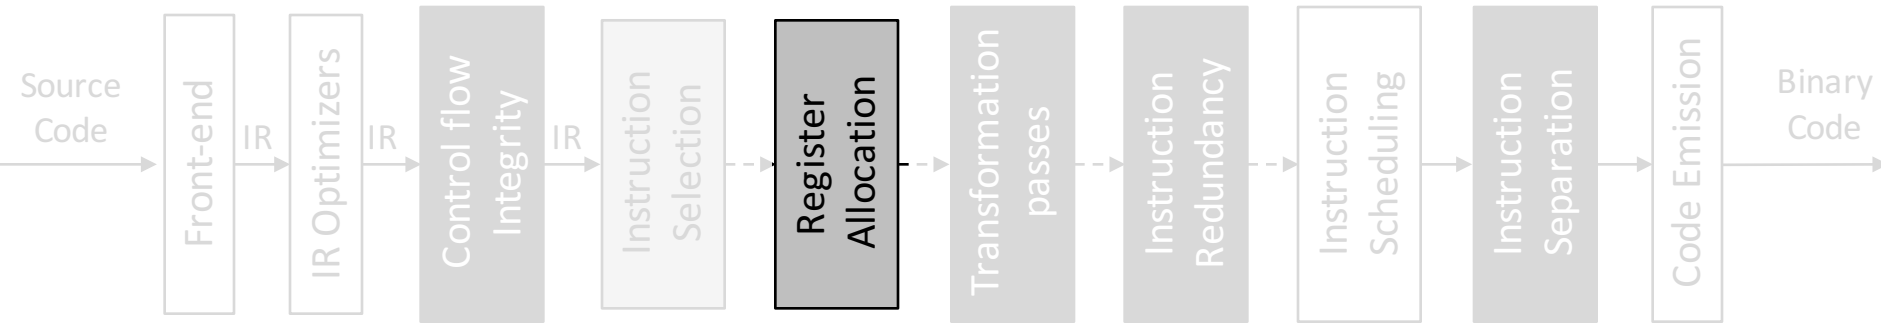 Source
Code
Front-end
IR
IR Optimizers
IR
Control flow
Integrity
IR
Instruction
Selection
Register
Allocation
Transformation
passes
Instruction
Redundancy
Instruction
Scheduling
Instruction
Separation
Code Emission
Binary
Code